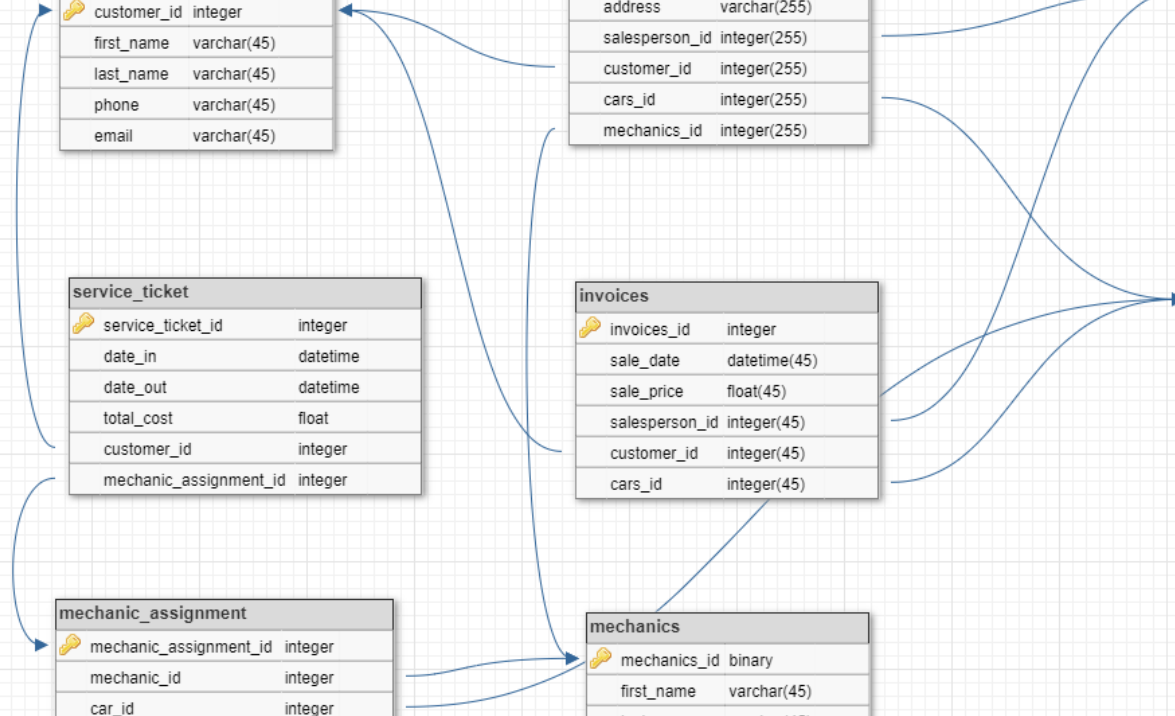 customer_id integer
first_name varchar(45)
last_name varchar(45)
phone varchar(45)
email varchar(45)
address varchar(255)
salesperson_id integer(255)
customer_id integer(255)
cars_id integer(255)
mechanics_id integer(255)
service_ticket
service_ticket_id integer
date_in datetime
date_out datetime
total_cost float
customer_id integer
mechanic_assignment_id integer
invoices
invoices_id integer
sale_date datetime(45)
sale_price float(45)
salesperson_id integer(45)
customer_id integer(45)
cars_id integer(45)
mechanic_assignment
mechanic_assignment_id integer
mechanic_id integer
car_id integer
mechanics
mechanics_id binary
first_name varchar(45)